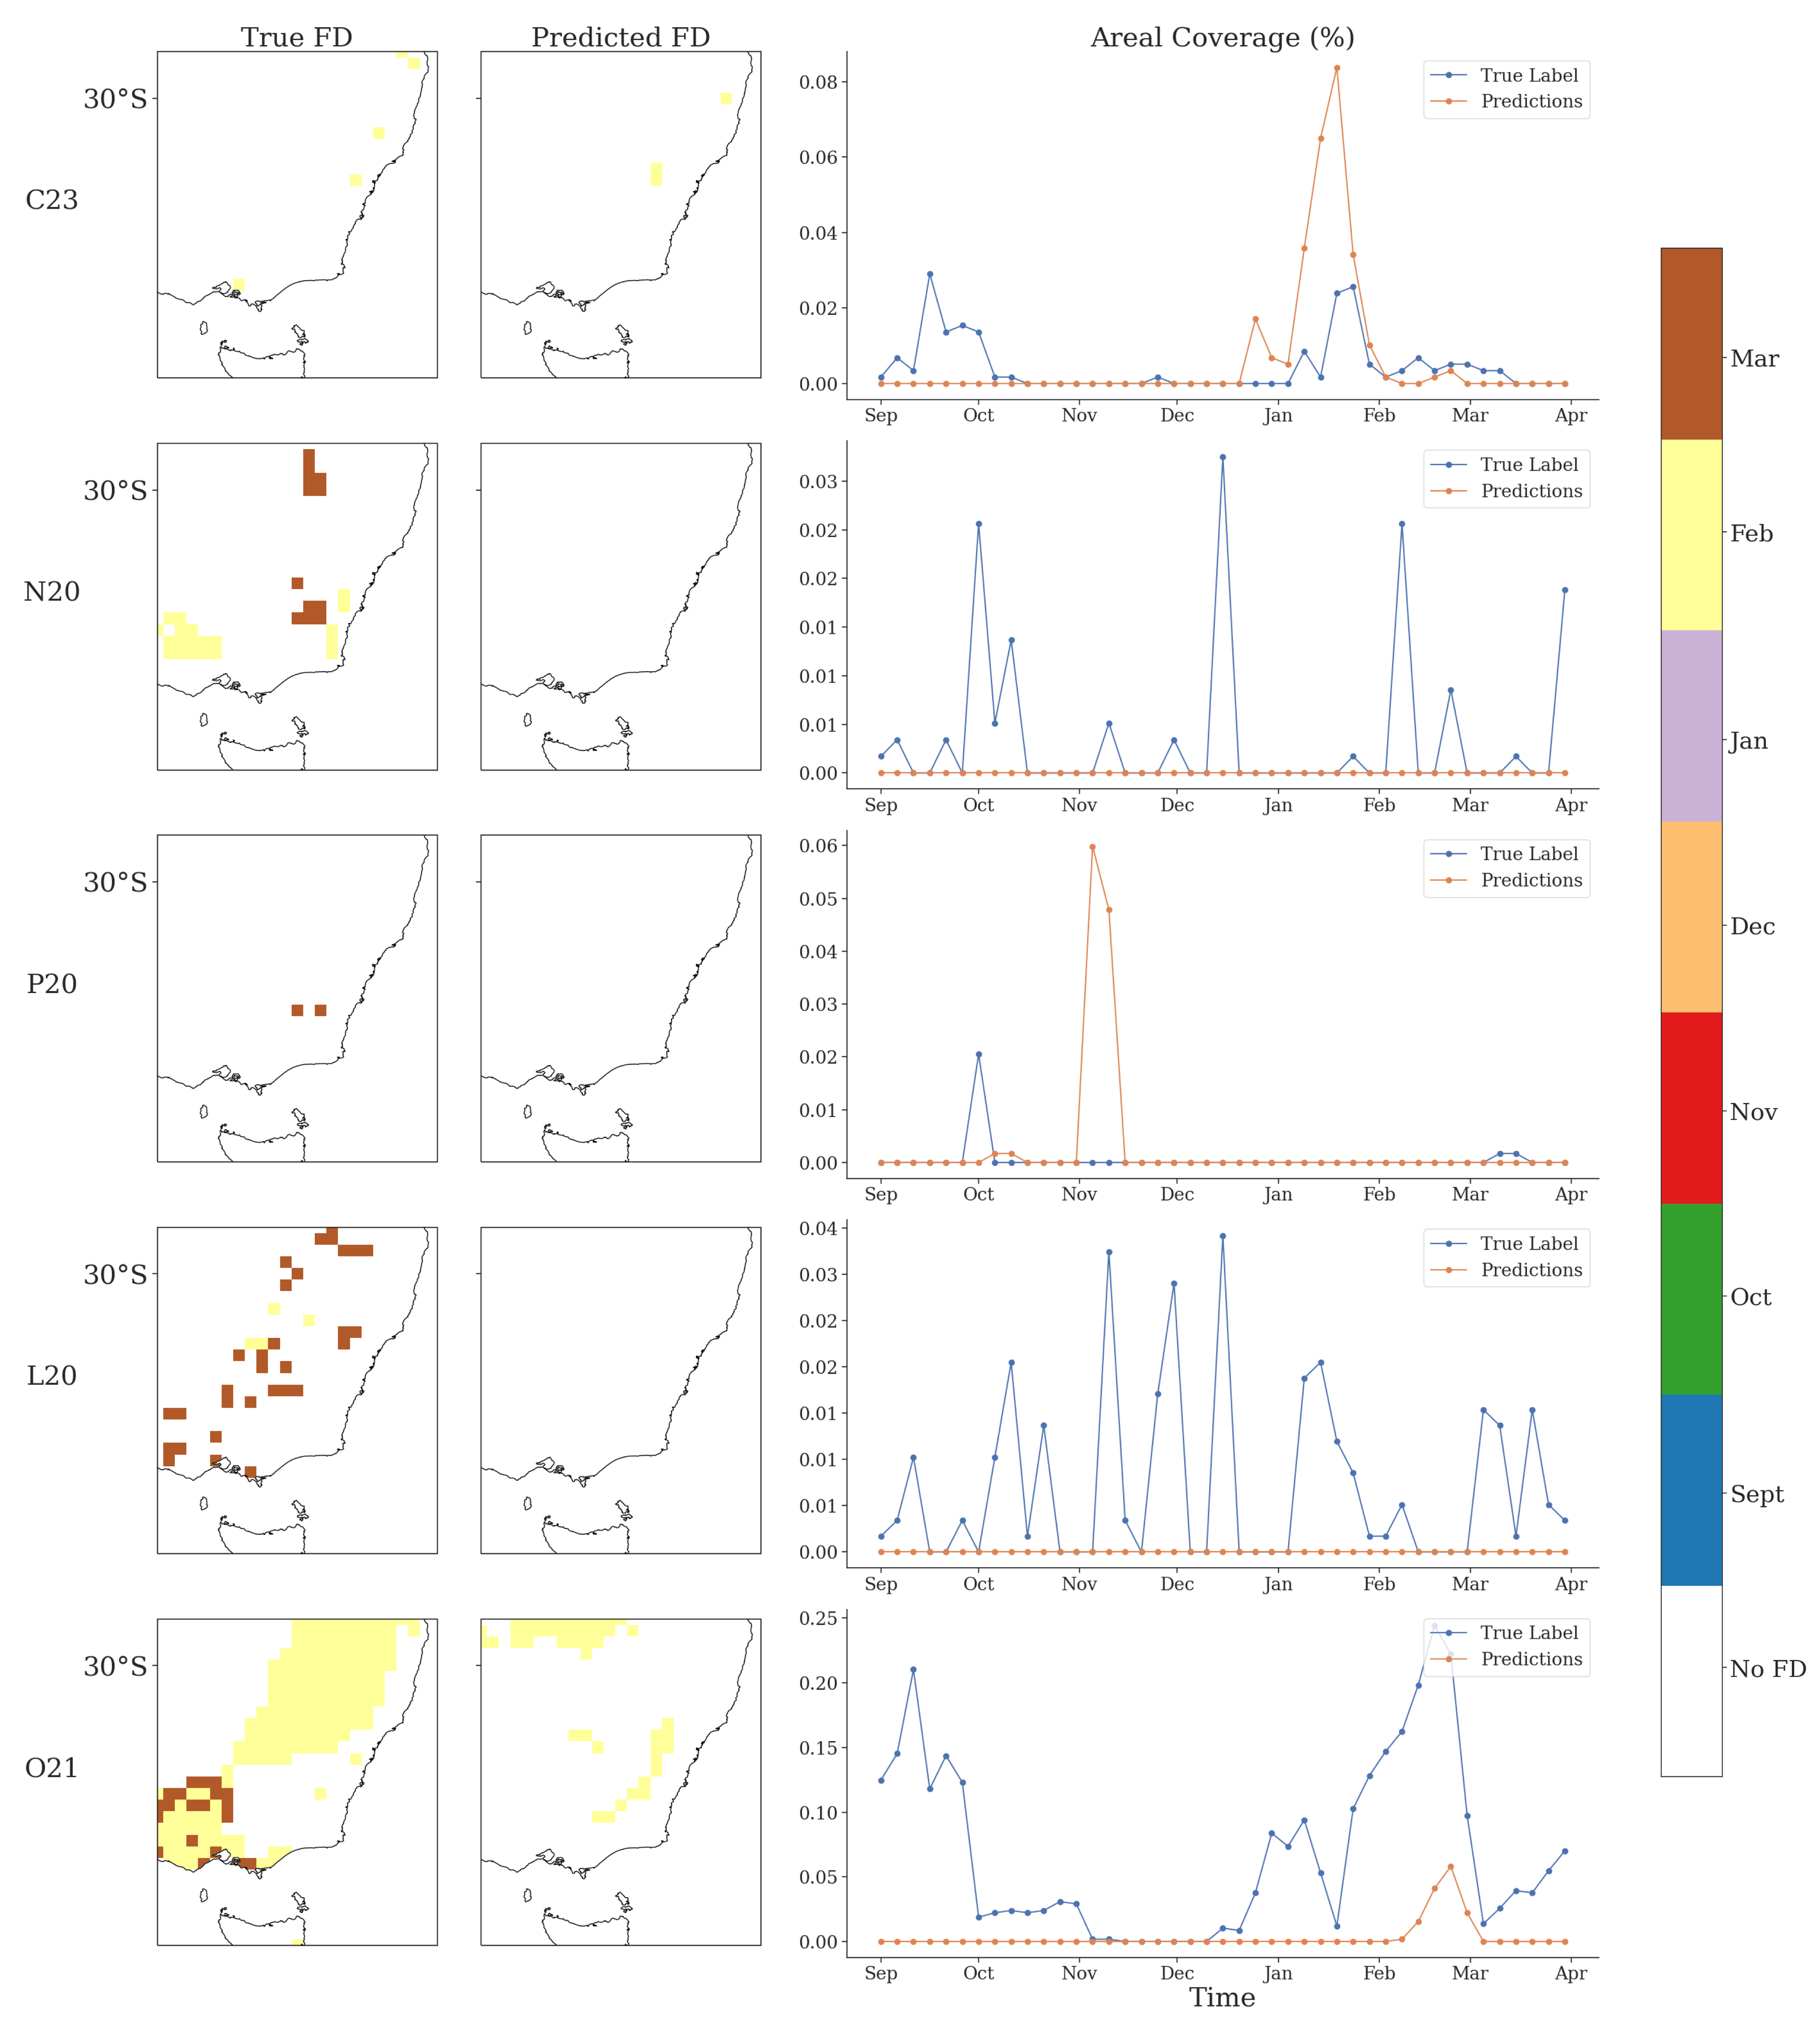 True FD
Predicted FD
Areal Coverage (%)
C23
30°S
0.08
0.06
0.04
0.02
0.00
True Label
Predictions
Sep Oct Nov Dec Jan Feb Mar Apr
N20
30°S
0.03
0.02
0.02
0.01
0.01
0.01
0.00
True Label
Predictions
Sep Oct Nov Dec Jan Feb Mar Apr
P20
30°S
0.06
0.05
0.04
0.03
0.02
0.01
0.00
True Label
Predictions
Sep Oct Nov Dec Jan Feb Mar Apr
L20
30°S
0.04
0.03
0.02
0.02
0.01
0.01
0.01
0.00
True Label
Predictions
Sep Oct Nov Dec Jan Feb Mar Apr
O21
30°S
0.25
0.20
0.15
0.10
0.05
0.00
True Label
Predictions
Sep Oct Nov Dec Jan Feb Mar Apr
Time
Mar
Feb
Jan
Dec
Nov
Oct
Sept
No FD